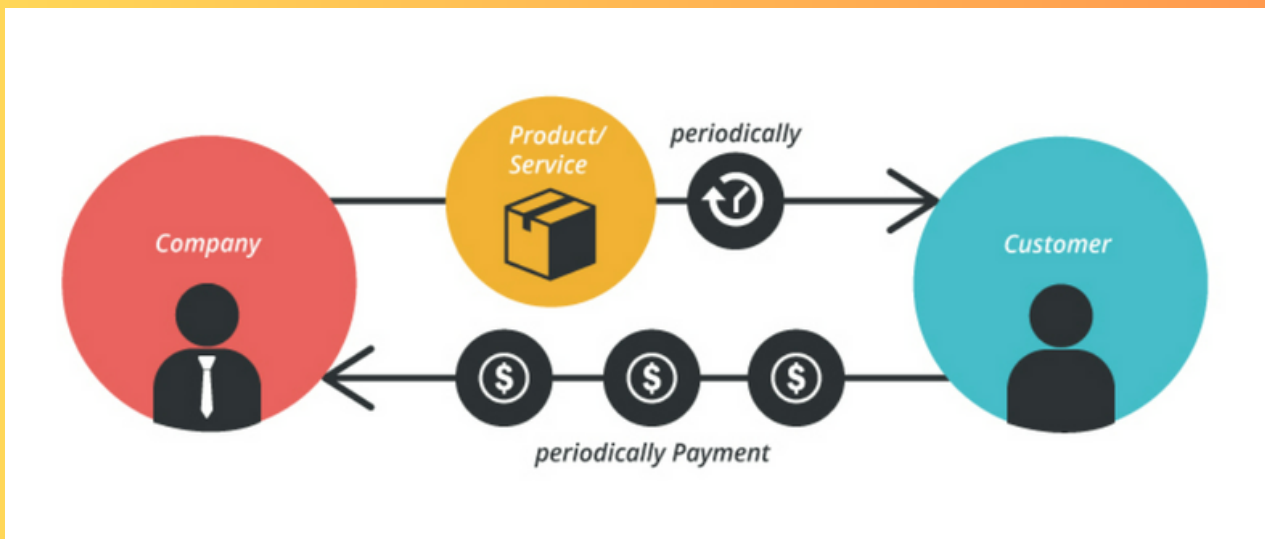 Product/
Service
periodically
Company
Customer
$ $ $
periodically Payment